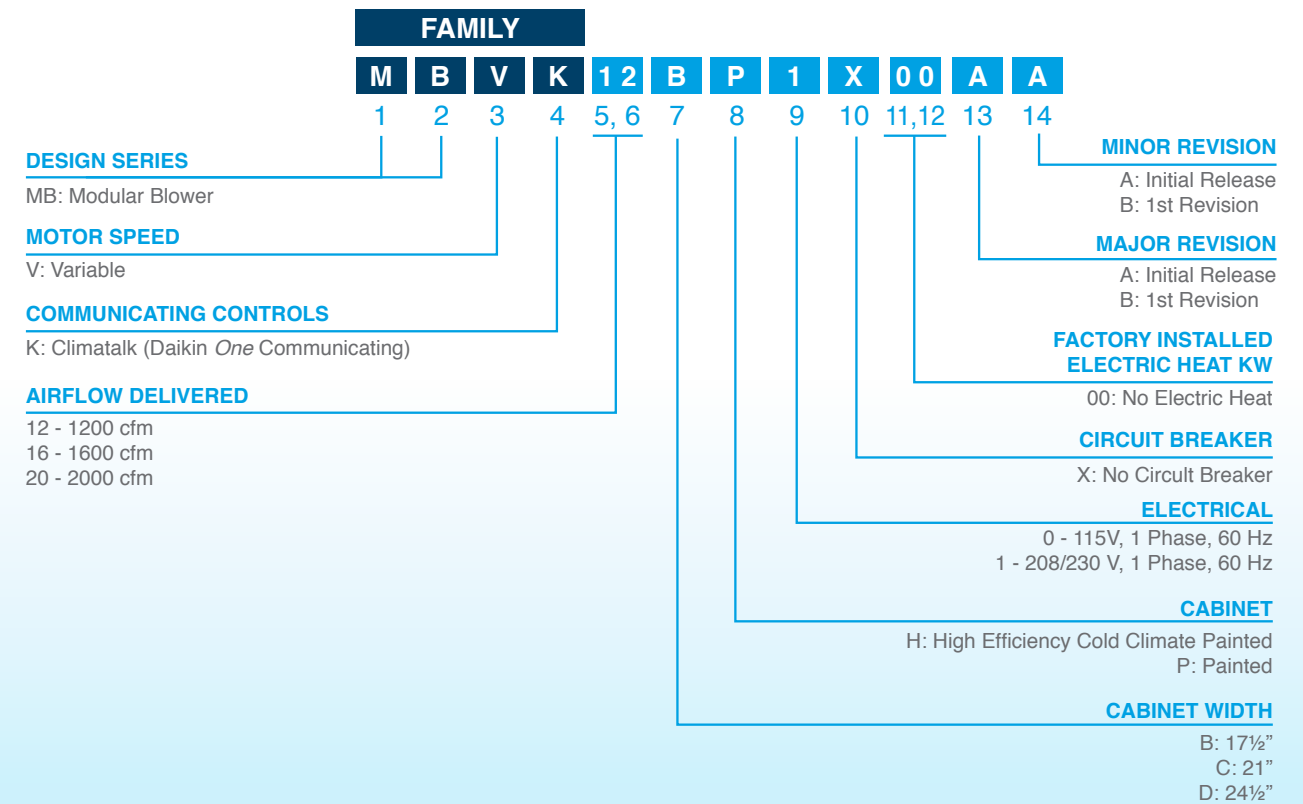 FAMILY
M B V K 1 2 B P 1 X 0 0 A A
1 2 3 4 5, 6 7 8 9 10 11,12 13 14
DESIGN SERIES
MB: Modular Blower
MOTOR SPEED
V: Variable
COMMUNICATING CONTROLS
K: Climatalk (Daikin One Communicating)
AIRFLOW DELIVERED
12 - 1200 cfm
16 - 1600 cfm
20 - 2000 cfm
MINOR REVISION
A: Initial Release
B: 1st Revision
MAJOR REVISION
A: Initial Release
B: 1st Revision
FACTORY INSTALLED
ELECTRIC HEAT KW
00: No Electric Heat
CIRCUIT BREAKER
X: No Circult Breaker
ELECTRICAL
0 - 115V, 1 Phase, 60 Hz
1 - 208/230 V, 1 Phase, 60 Hz
CABINET
H: High Efficiency Cold Climate Painted
P: Painted
CABINET WIDTH
B: 17½”
C: 21”
D: 24½”